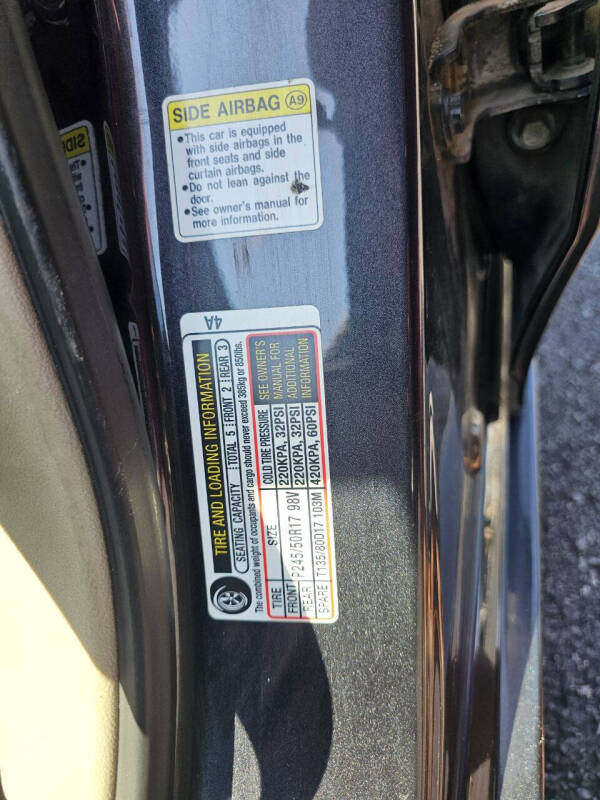 SIDE AIRBAG A9
•This car is equipped
with side airbags in the
front seats and side
curtain airbags.
•Do not lean against the
door.
•See owner's manual for
more information.
SIDE
4A
TIRE AND LOADING INFORMATION
SEATING CAPACITY TOTAL 5 FRONT 2 REAR 3
The combined weight of occupants and cargo should never exceed 385kg or 850lbs.
TIRE SIZE COLD TIRE PRESSURE
FRONT P245/50R17 98V 220KPA, 32PSI
REAR 220KPA, 32PSI
SPARE T135/80D17 103M 420KPA, 60PSI
SEE OWNER'S
MANUAL FOR
ADDITIONAL
INFORMATION